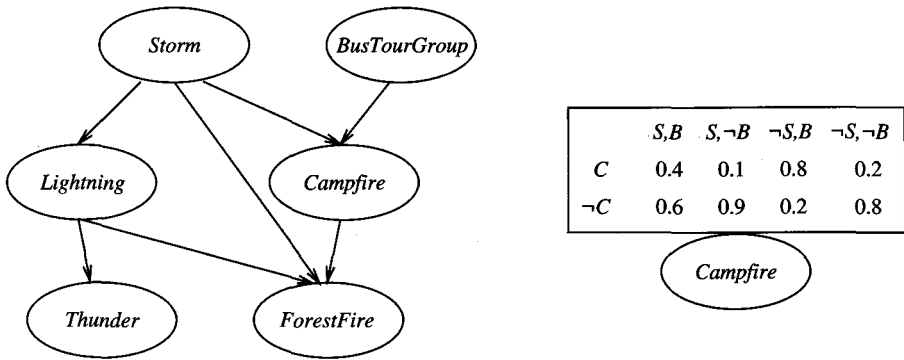 Storm
BusTourGroup
Lightning
Campfire
Thunder
ForestFire
S,B S,¬B ¬S,B ¬S,¬B
C 0.4 0.1 0.8 0.2
¬C 0.6 0.9 0.2 0.8
Campfire